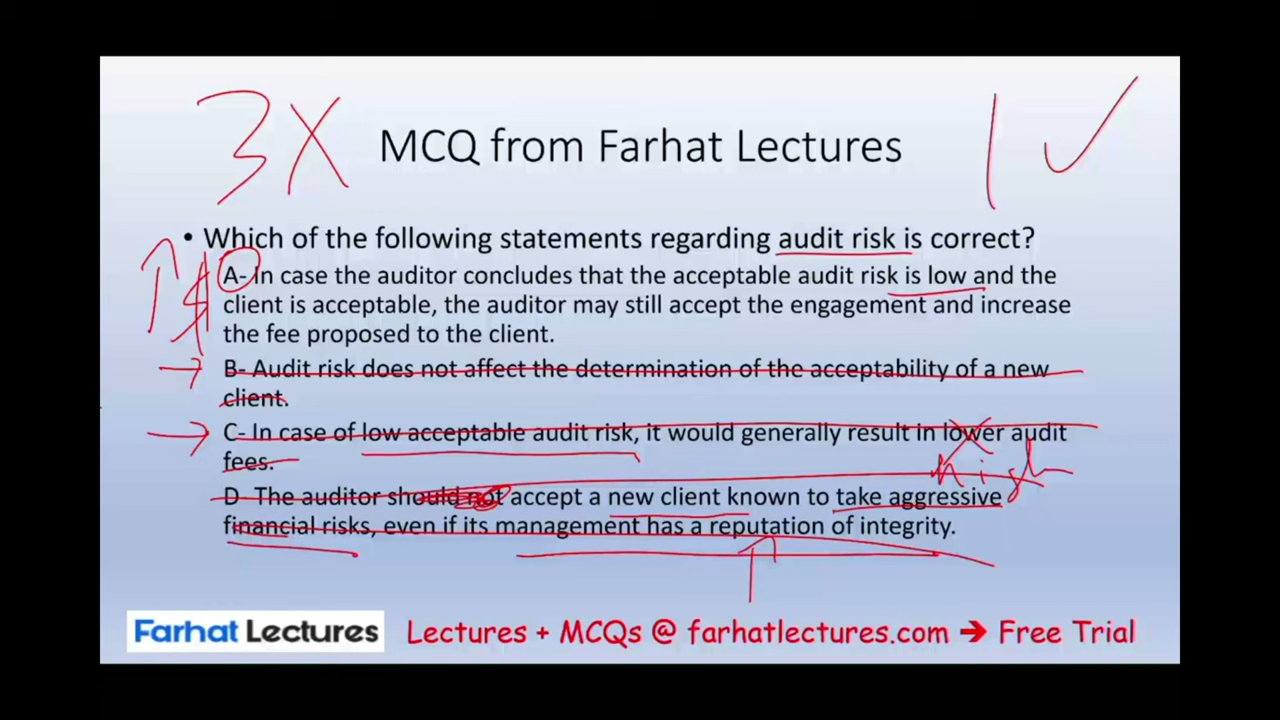 3 X MCQ from Farhat Lectures 1 ✓
• Which of the following statements regarding audit risk is correct?
↑ $ A- In case the auditor concludes that the acceptable audit risk is low and the
client is acceptable, the auditor may still accept the engagement and increase
the fee proposed to the client.
→ B- Audit risk does not affect the determination of the acceptability of a new
client.
→ C- In case of low acceptable audit risk, it would generally result in lower audit
fees.
high
D- The auditor should not accept a new client known to take aggressive
financial risks, even if its management has a reputation of integrity.
Farhat Lectures Lectures + MCQs @ farhatlectures.com → Free Trial